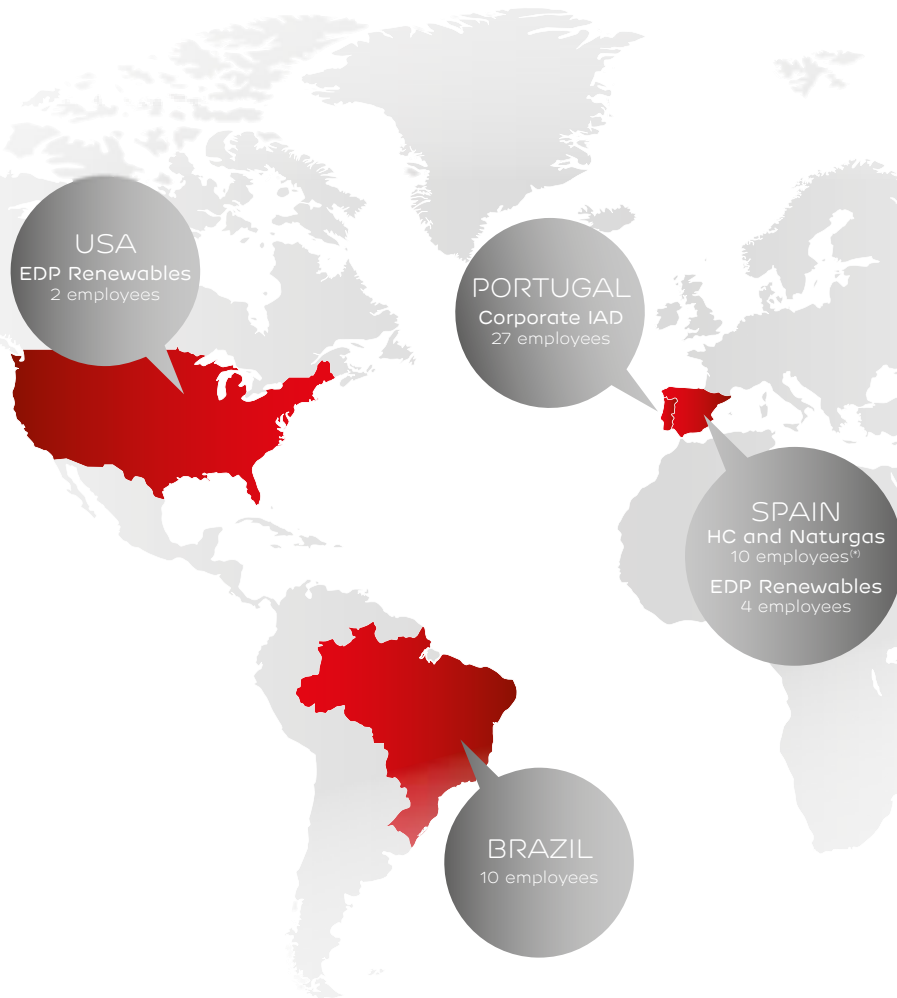 USA
EDP Renewables
2 employees
PORTUGAL
Corporate IAD
27 employees
SPAIN
HC and Naturgas
10 employees(*)
EDP Renewables
4 employees
BRAZIL
10 employees